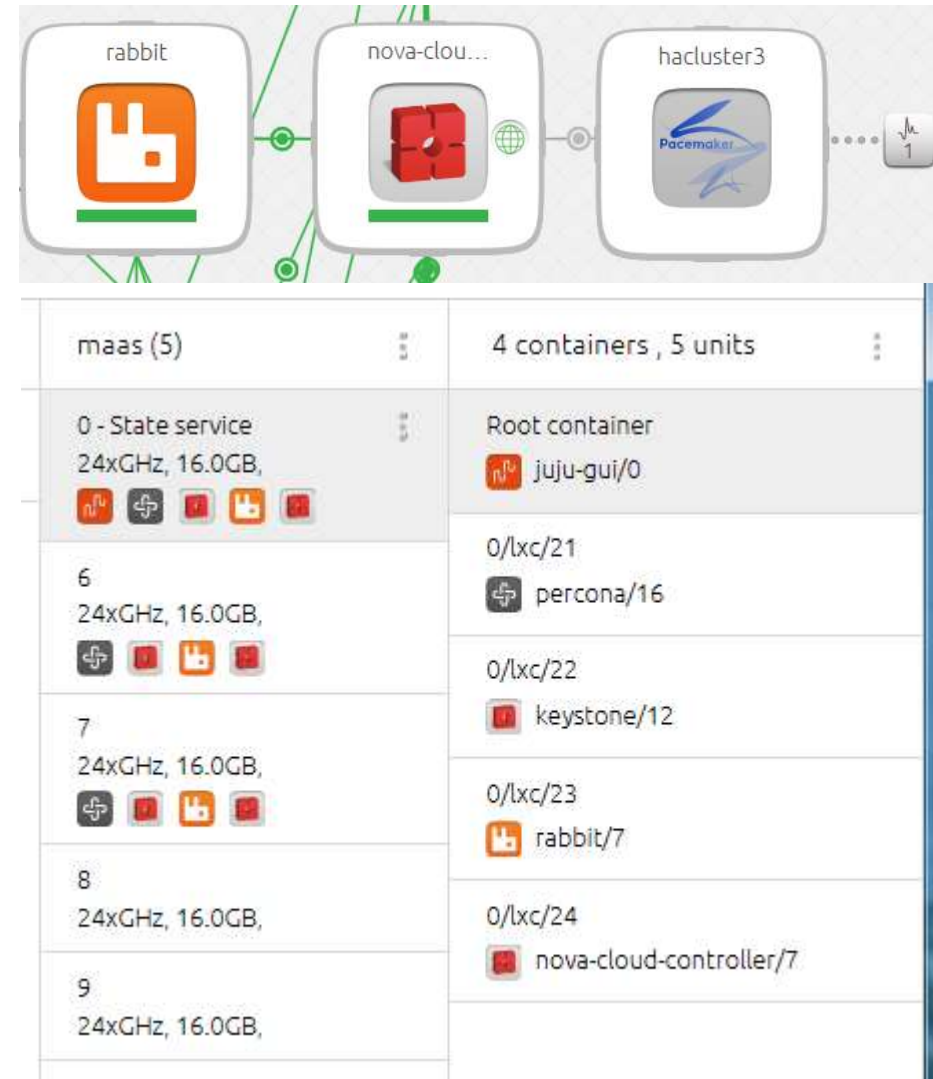 rabbit
nova-clou...
hacluster3
Pacemaker
1
maas (5)
4 containers , 5 units
0 - State service
24xGHz, 16.0GB,
Root container
juju-gui/0
6
24xGHz, 16.0GB,
0/lxc/21
percona/16
7
24xGHz, 16.0GB,
0/lxc/22
keystone/12
8
24xGHz, 16.0GB,
0/lxc/23
rabbit/7
9
24xGHz, 16.0GB,
0/lxc/24
nova-cloud-controller/7